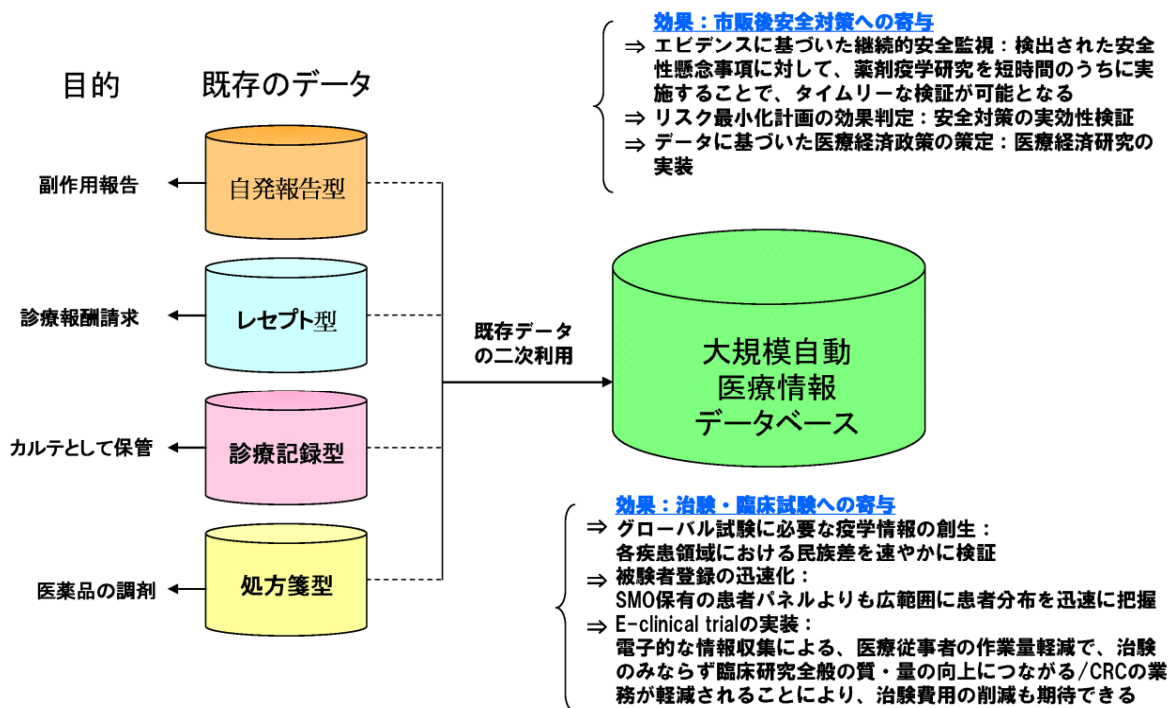 効果：市販後安全対策への寄与
⇒ エビデンスに基づいた継続的安全監視：検出された安全
性懸念事項に対して、薬剤疫学研究を短時間のうちに実
施することで、タイムリーな検証が可能となる
⇒ リスク最小化計画の効果判定：安全対策の実効性検証
⇒ データに基づいた医療経済政策の策定：医療経済研究の
実装
目的
既存のデータ
副作用報告
自発報告型
診療報酬請求
レセプト型
カルテとして保管
診療記録型
医薬品の調剤
処方箋型
既存データ
の二次利用
大規模自動
医療情報
データベース
効果：治験・臨床試験への寄与
⇒ グローバル試験に必要な疫学情報の創生：
各疾患領域における民族差を速やかに検証
⇒ 被験者登録の迅速化：
SMO保有の患者パネルよりも広範囲に患者分布を迅速に把握
⇒ E-clinical trialの実装：
電子的な情報収集による、医療従事者の作業量軽減で、治験
のみならず臨床研究全般の質・量の向上につながる/CRCの業
務が軽減されることにより、治験費用の削減も期待できる